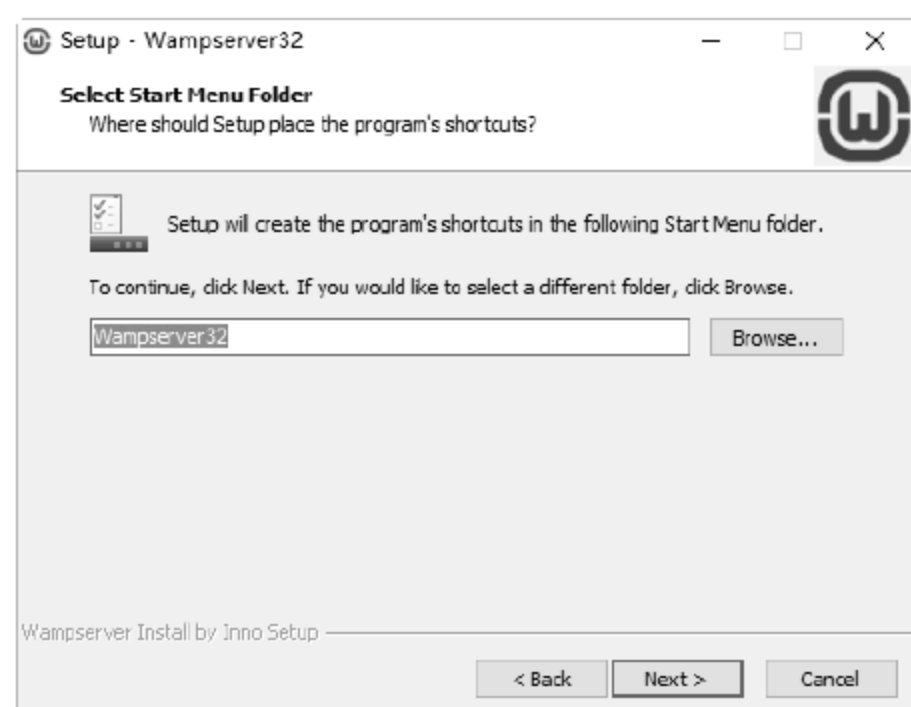 Setup - Wampserver32
Select Start Menu Folder
Where should Setup place the program's shortcuts?
Setup will create the program's shortcuts in the following Start Menu folder.
To continue, click Next. If you would like to select a different folder, click Browse.
Wampserver32
Browse...
Wampserver Install by Inno Setup
< Back
Next >
Cancel